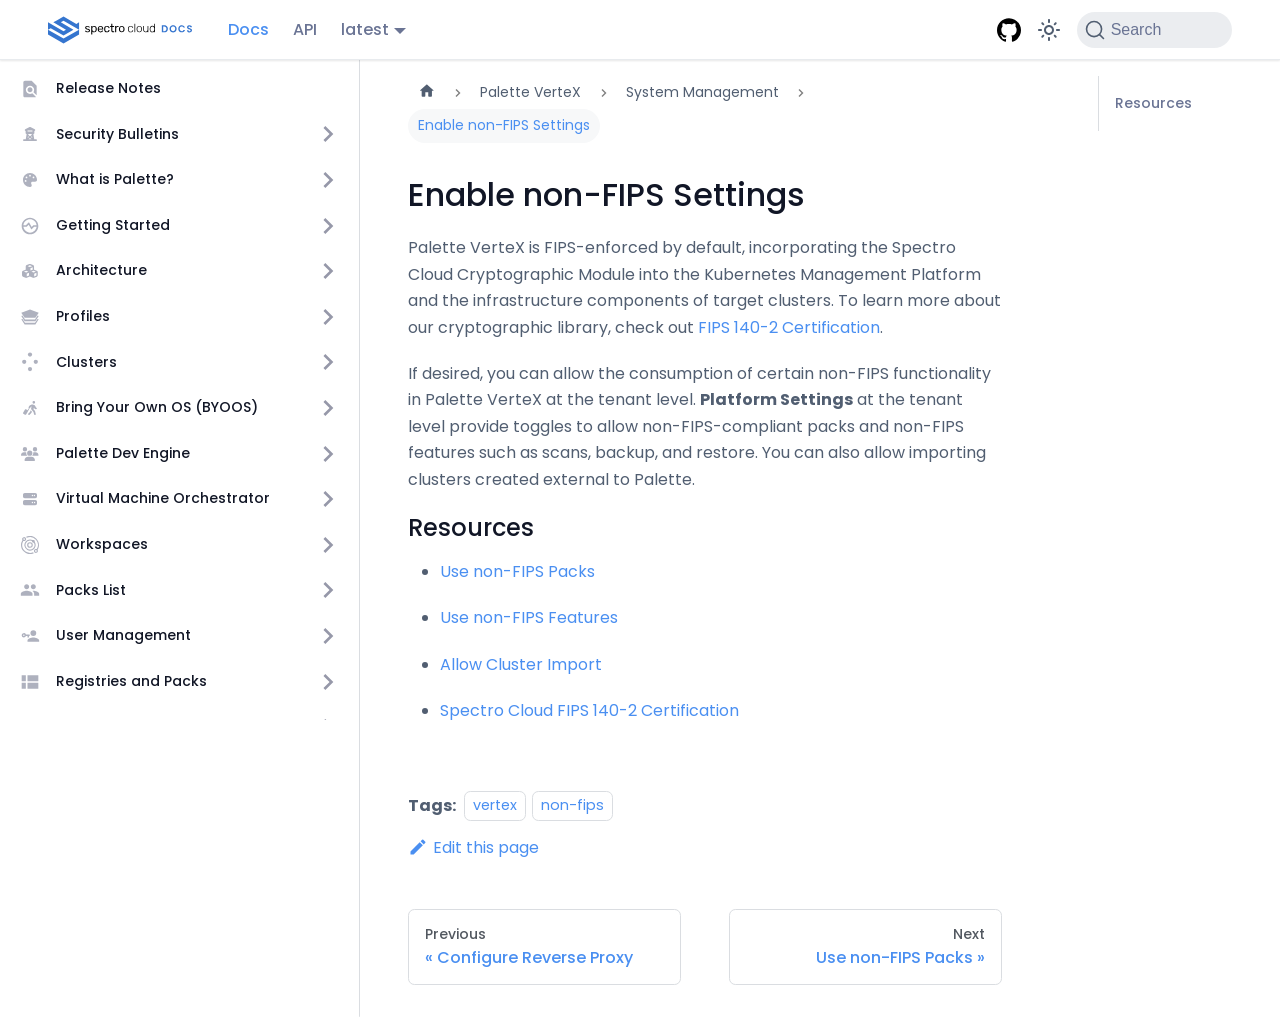 spectro cloud DOCS
Docs
API
latest
Search
Release Notes
Security Bulletins
What is Palette?
Getting Started
Architecture
Profiles
Clusters
Bring Your Own OS (BYOOS)
Palette Dev Engine
Virtual Machine Orchestrator
Workspaces
Packs List
User Management
Registries and Packs
Palette VerteX
System Management
Enable non-FIPS Settings
Enable non-FIPS Settings
Palette VerteX is FIPS-enforced by default, incorporating the Spectro
Cloud Cryptographic Module into the Kubernetes Management Platform
and the infrastructure components of target clusters. To learn more about
our cryptographic library, check out FIPS 140-2 Certification.
If desired, you can allow the consumption of certain non-FIPS functionality
in Palette VerteX at the tenant level. Platform Settings at the tenant
level provide toggles to allow non-FIPS-compliant packs and non-FIPS
features such as scans, backup, and restore. You can also allow importing
clusters created external to Palette.
Resources
Use non-FIPS Packs
Use non-FIPS Features
Allow Cluster Import
Spectro Cloud FIPS 140-2 Certification
Tags: vertex non-fips
Edit this page
Previous
« Configure Reverse Proxy
Next
Use non-FIPS Packs »
Resources